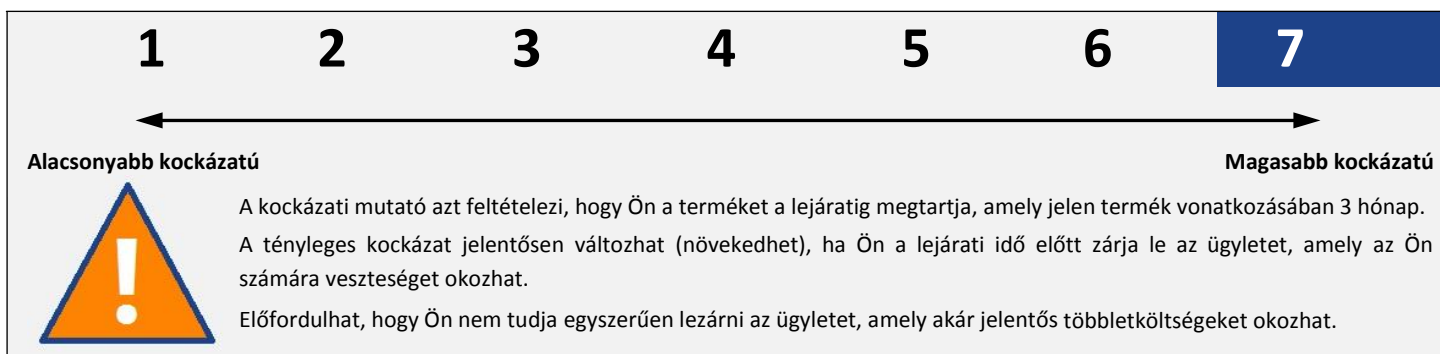 1 2 3 4 5 6 7
Alacsonyabb kockázatú Magasabb kockázatú
A kockázati mutató azt feltételezi, hogy Ön a terméket a lejáratig megtartja, amely jelen termék vonatkozásában 3 hónap.
A tényleges kockázat jelentősen változhat (növekedhet), ha Ön a lejárati idő előtt zárja le az ügyletet, amely az Ön
számára veszteséget okozhat.
Előfordulhat, hogy Ön nem tudja egyszerűen lezárni az ügyletet, amely akár jelentős többletköltségeket okozhat.